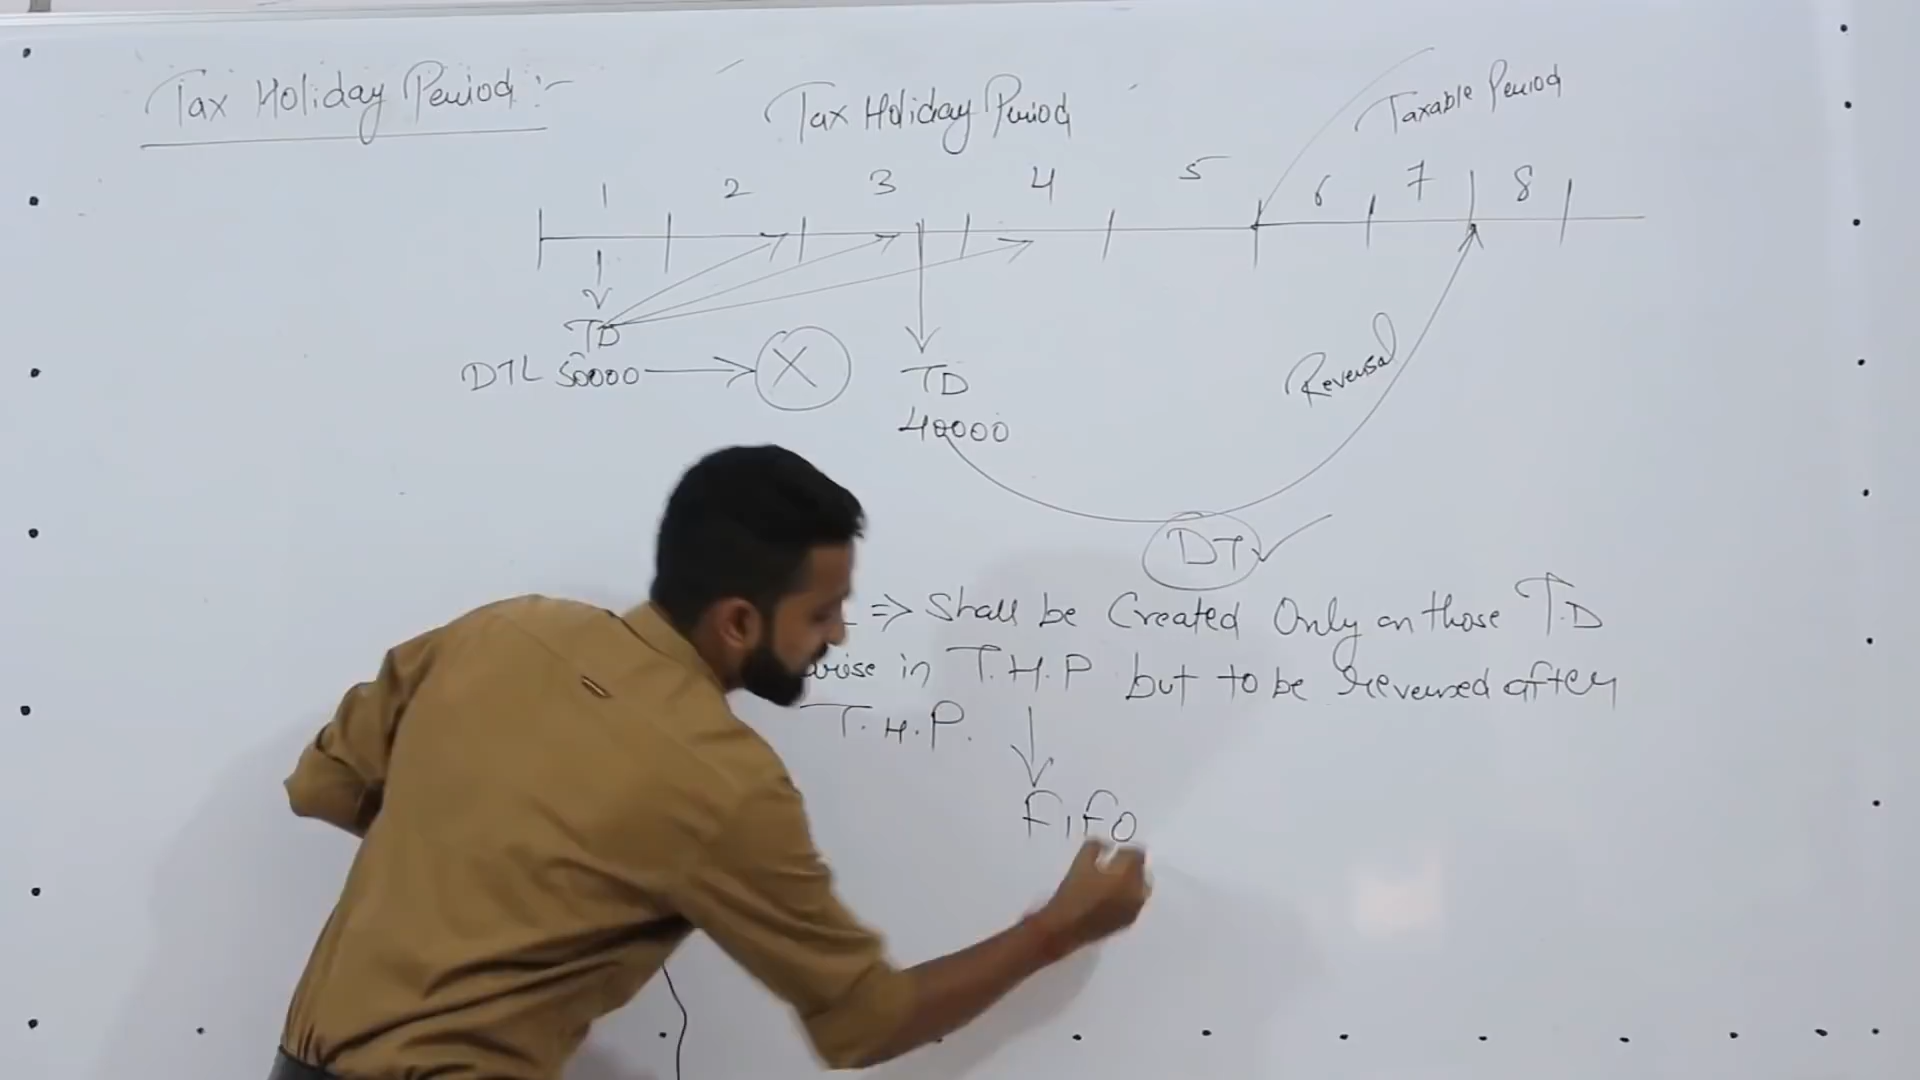 Tax Holiday Period :-
Tax Holiday Period
Taxable Period
1 2 3 4 5 6 7 8
TD
DTL 50000
X
TD
40000
Reversal
DT
=> Shall be Created Only on those T.D
arise in T.H.P but to be reversed after
T.H.P.
FIFO